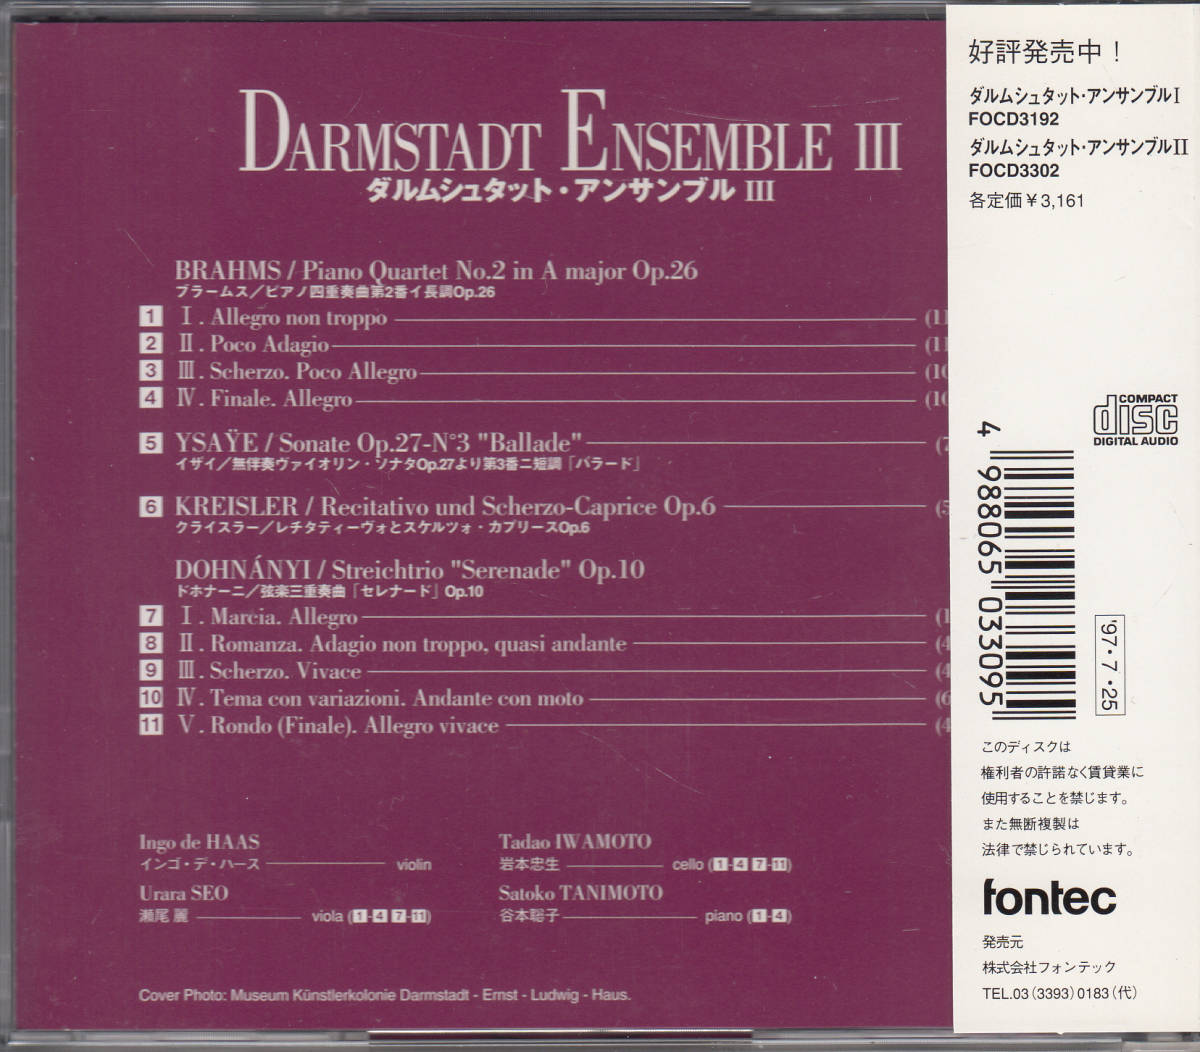 DARMSTADT ENSEMBLE III
ダルムシュタット・アンサンブル III
BRAHMS / Piano Quartet No.2 in A major Op.26
ブラームス／ピアノ四重奏曲第2番イ長調Op.26
1 Ⅰ. Allegro non troppo (11
2 Ⅱ. Poco Adagio (11
3 Ⅲ. Scherzo. Poco Allegro (10
4 Ⅳ. Finale. Allegro (10
5 YSAŸE / Sonate Op.27-N°3 "Ballade" (7
イザイ／無伴奏ヴァイオリン・ソナタOp.27より第3番ニ短調「バラード」
6 KREISLER / Recitativo und Scherzo-Caprice Op.6 (5
クライスラー／レチタティーヴォとスケルツォ・カプリースOp.6
DOHNÁNYI / Streichtrio "Serenade" Op.10
ドホナーニ／弦楽三重奏曲「セレナード」Op.10
7 Ⅰ. Marcia. Allegro (1
8 Ⅱ. Romanza. Adagio non troppo, quasi andante (4
9 Ⅲ. Scherzo. Vivace (4
10 Ⅳ. Tema con variazioni. Andante con moto (6
11 Ⅴ. Rondo (Finale). Allegro vivace (4
Ingo de HAAS
インゴ・デ・ハース violin
Urara SEO
瀬尾 麗 viola (1-4 7-11)
Tadao IWAMOTO
岩本忠生 cello (1-4 7-11)
Satoko TANIMOTO
谷本聡子 piano (1-4)
Cover Photo: Museum Künstlerkolonie Darmstadt - Ernst - Ludwig - Haus.
好評発売中！
ダルムシュタット・アンサンブルⅠ
FOCD3192
ダルムシュタット・アンサンブルⅡ
FOCD3302
各定価￥3,161
COMPACT
disc
DIGITAL AUDIO
4 988065 033095
'97・7・25
このディスクは
権利者の許諾なく賃貸業に
使用することを禁じます。
また無断複製は
法律で禁じられています。
fontec
発売元
株式会社フォンテック
TEL.03(3393)0183(代)